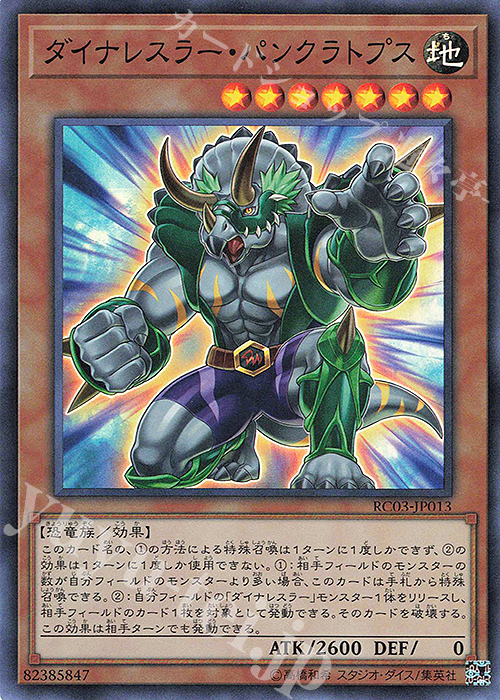 ダイナレスラー・パンクラトプス
地
RC03-JP013
【恐竜族/効果】
このカード名の、①の方法による特殊召喚は1ターンに1度しかできず、②の
効果は1ターンに1度しか使用できない。①：相手フィールドのモンスターの
数が自分フィールドのモンスターより多い場合、このカードは手札から特殊
召喚できる。②：自分フィールドの「ダイナレスラー」モンスター1体をリリースし、
相手フィールドのカード1枚を対象として発動できる。そのカードを破壊する。
この効果は相手ターンでも発動できる。
ATK/2600 DEF/ 0
82385847
©高橋和希 スタジオ・ダイス/集英社